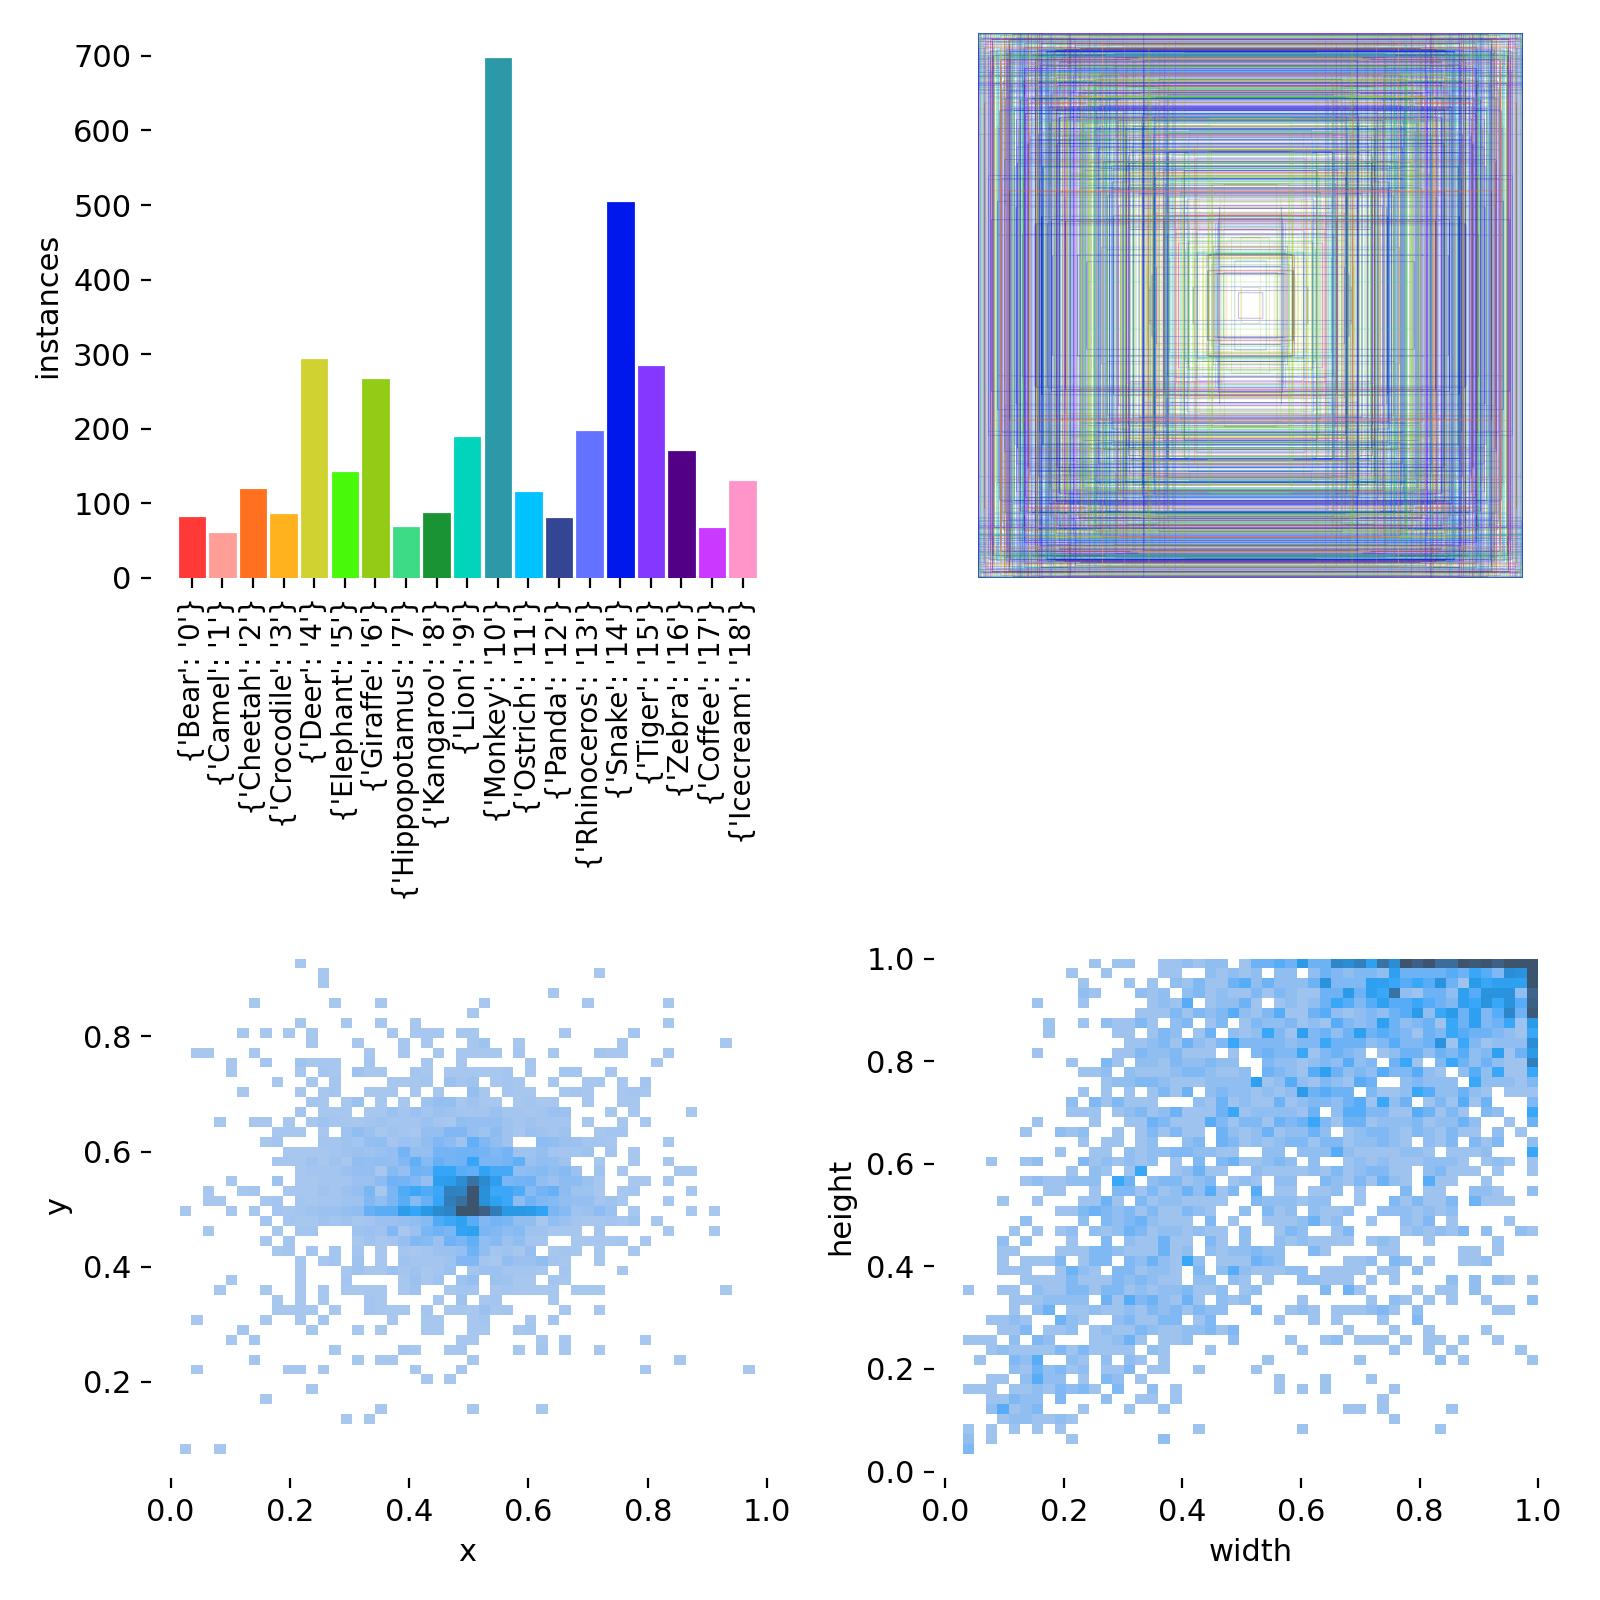 700
600
500
400
300
200
100
0
instances
{'Bear': '0'}
{'Camel': '1'}
{'Cheetah': '2'}
{'Crocodile': '3'}
{'Deer': '4'}
{'Elephant': '5'}
{'Giraffe': '6'}
{'Hippopotamus': '7'}
{'Kangaroo': '8'}
{'Lion': '9'}
{'Monkey': '10'}
{'Ostrich': '11'}
{'Panda': '12'}
{'Rhinoceros': '13'}
{'Snake': '14'}
{'Tiger': '15'}
{'Zebra': '16'}
{'Coffee': '17'}
{'Icecream': '18'}
0.8
0.6
0.4
0.2
y
0.0 0.2 0.4 0.6 0.8 1.0
x
1.0
0.8
0.6
0.4
0.2
0.0
height
0.0 0.2 0.4 0.6 0.8 1.0
width